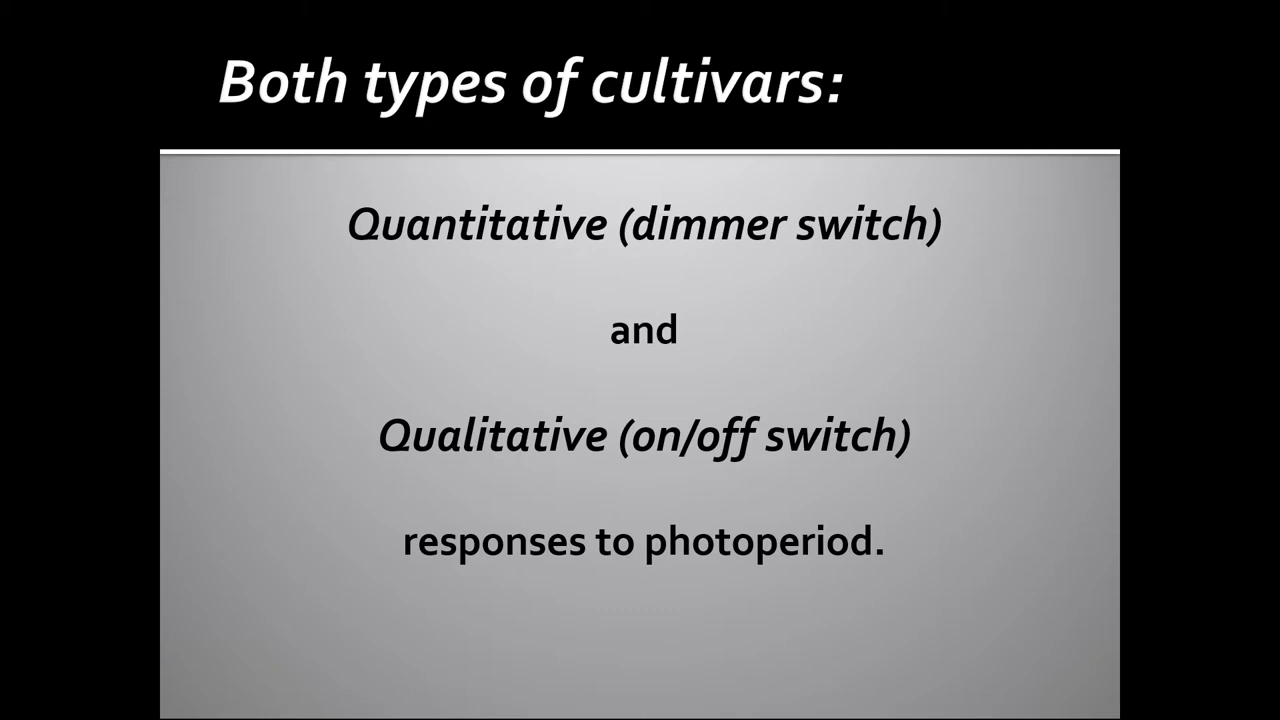 Both types of cultivars:
Quantitative (dimmer switch)
and
Qualitative (on/off switch)
responses to photoperiod.